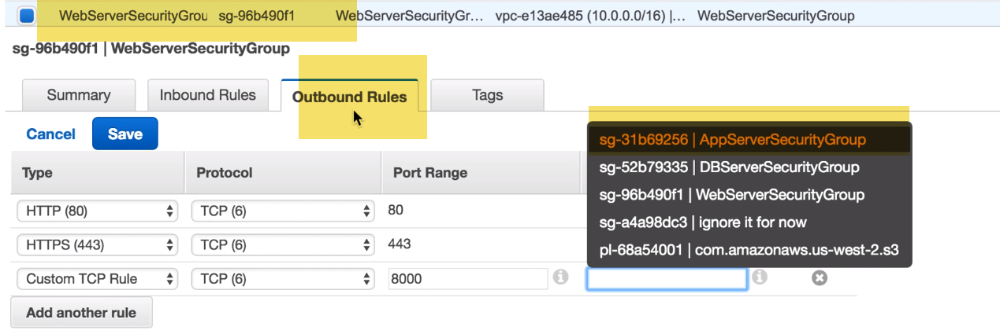 WebServerSecurityGrou sg-96b490f1 WebServerSecurityGr... vpc-e13ae485 (10.0.0.0/16) |... WebServerSecurityGroup
sg-96b490f1 | WebServerSecurityGroup
Summary Inbound Rules Outbound Rules Tags
Cancel Save
Type Protocol Port Range
HTTP (80) TCP (6) 80
HTTPS (443) TCP (6) 443
Custom TCP Rule TCP (6) 8000
Add another rule
sg-31b69256 | AppServerSecurityGroup
sg-52b79335 | DBServerSecurityGroup
sg-96b490f1 | WebServerSecurityGroup
sg-a4a98dc3 | ignore it for now
pl-68a54001 | com.amazonaws.us-west-2.s3